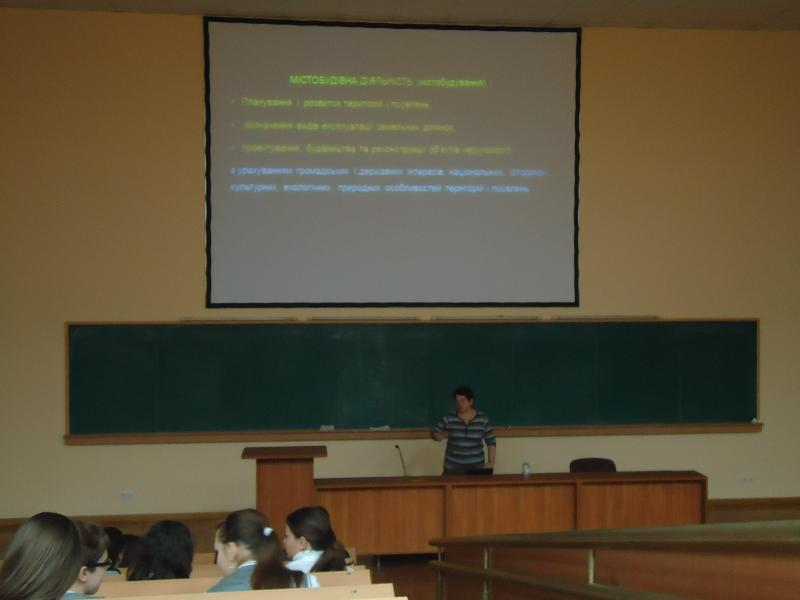 МІСТОБУДІВНА ДІЯЛЬНІСТЬ (містобудування)
Планування і розвиток територій і поселень
визначення видів експлуатації земельних ділянок
проектування, будівництва та реконструкції об'єктів нерухомості
з урахуванням громадських і державних інтересів, національних, історико-
культурних, екологічних, природних особливостей територій і поселень